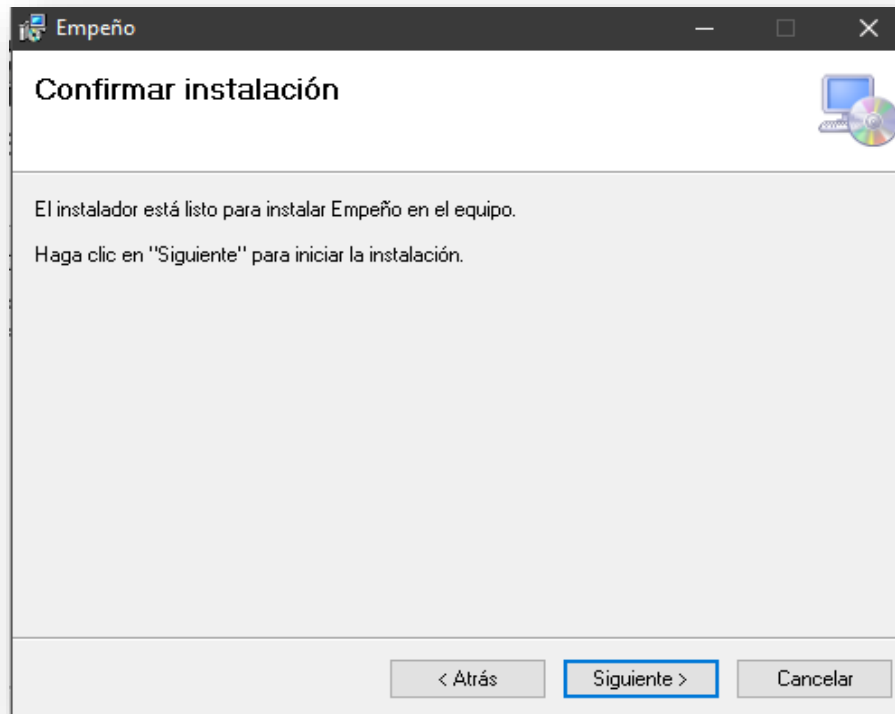 Empeño
Confirmar instalación
El instalador está listo para instalar Empeño en el equipo.
Haga clic en "Siguiente" para iniciar la instalación.
< Atrás
Siguiente >
Cancelar